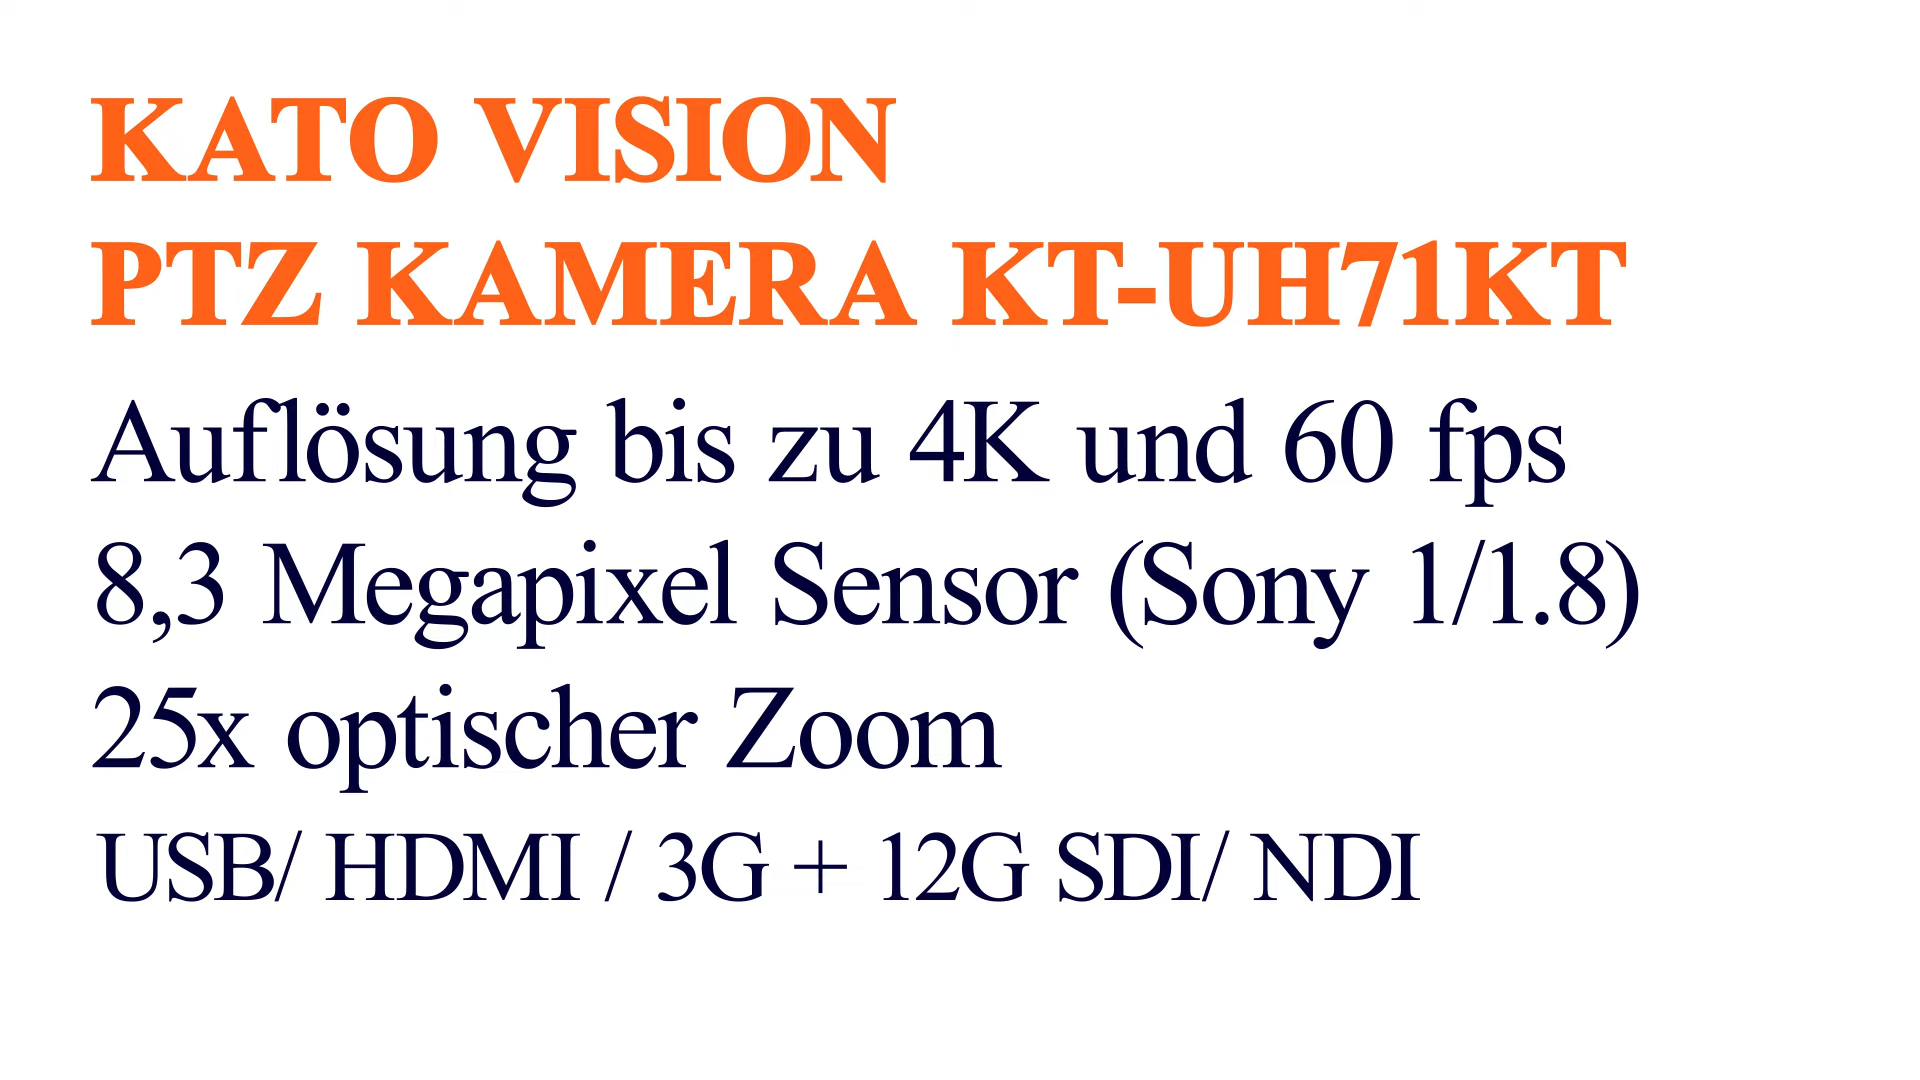 KATO VISION
PTZ KAMERA KT-UH71KT
Auflösung bis zu 4K und 60 fps
8,3 Megapixel Sensor (Sony 1/1.8)
25x optischer Zoom
USB/ HDMI / 3G + 12G SDI/ NDI